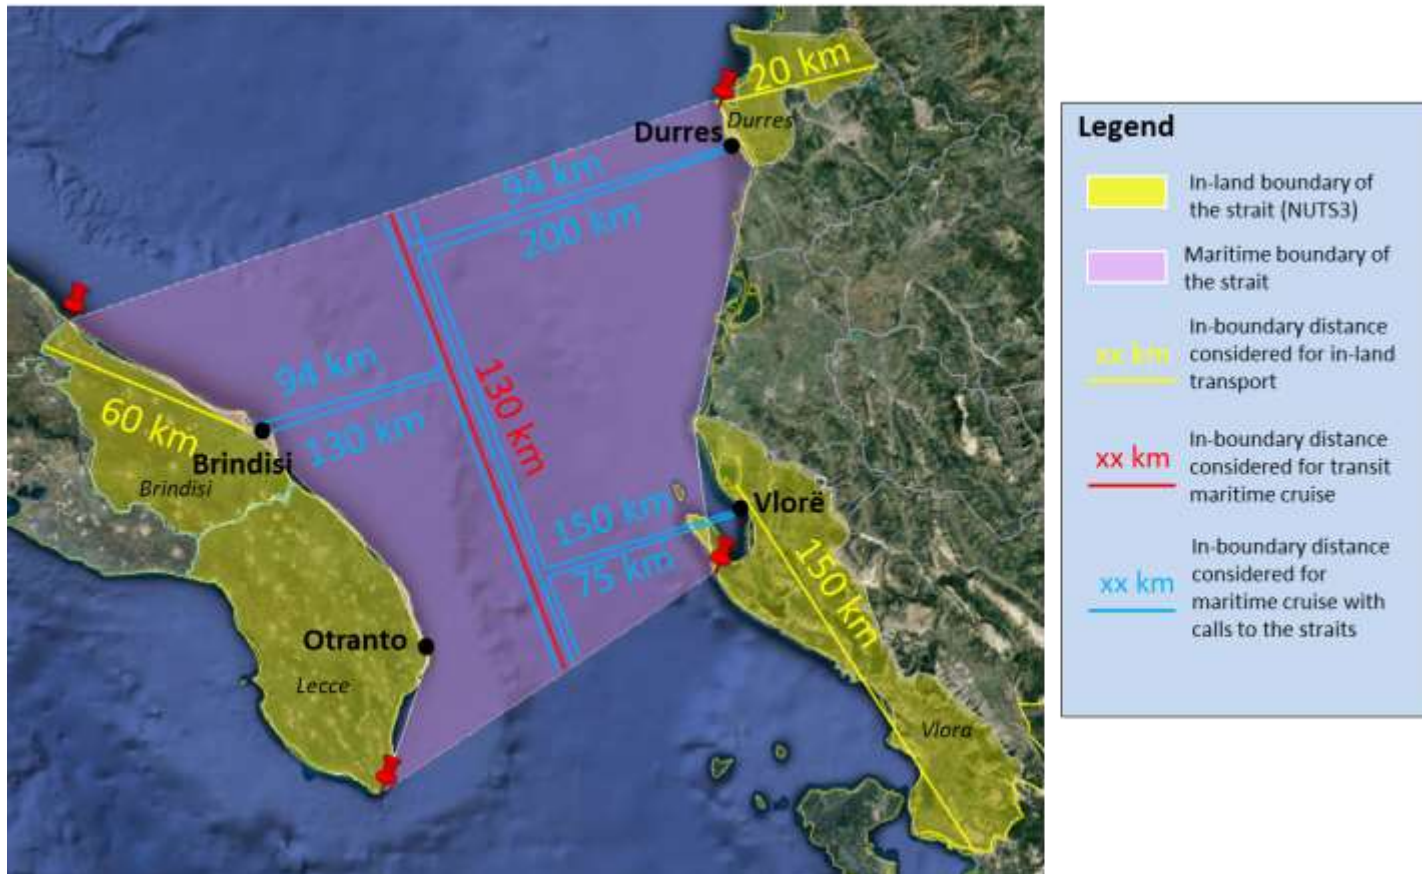 20 km
Durres
Durres
94 km
200 km
94 km
130 km
130 km
60 km
Brindisi
Brindisi
150 km
75 km
Vlorë
150 km
Otranto
Lecce
Vlora
Legend
In-land boundary of
the strait (NUTS3)
Maritime boundary of
the strait
xx km
In-boundary distance
considered for in-land
transport
xx km
In-boundary distance
considered for transit
maritime cruise
xx km
In-boundary distance
considered for
maritime cruise with
calls to the straits